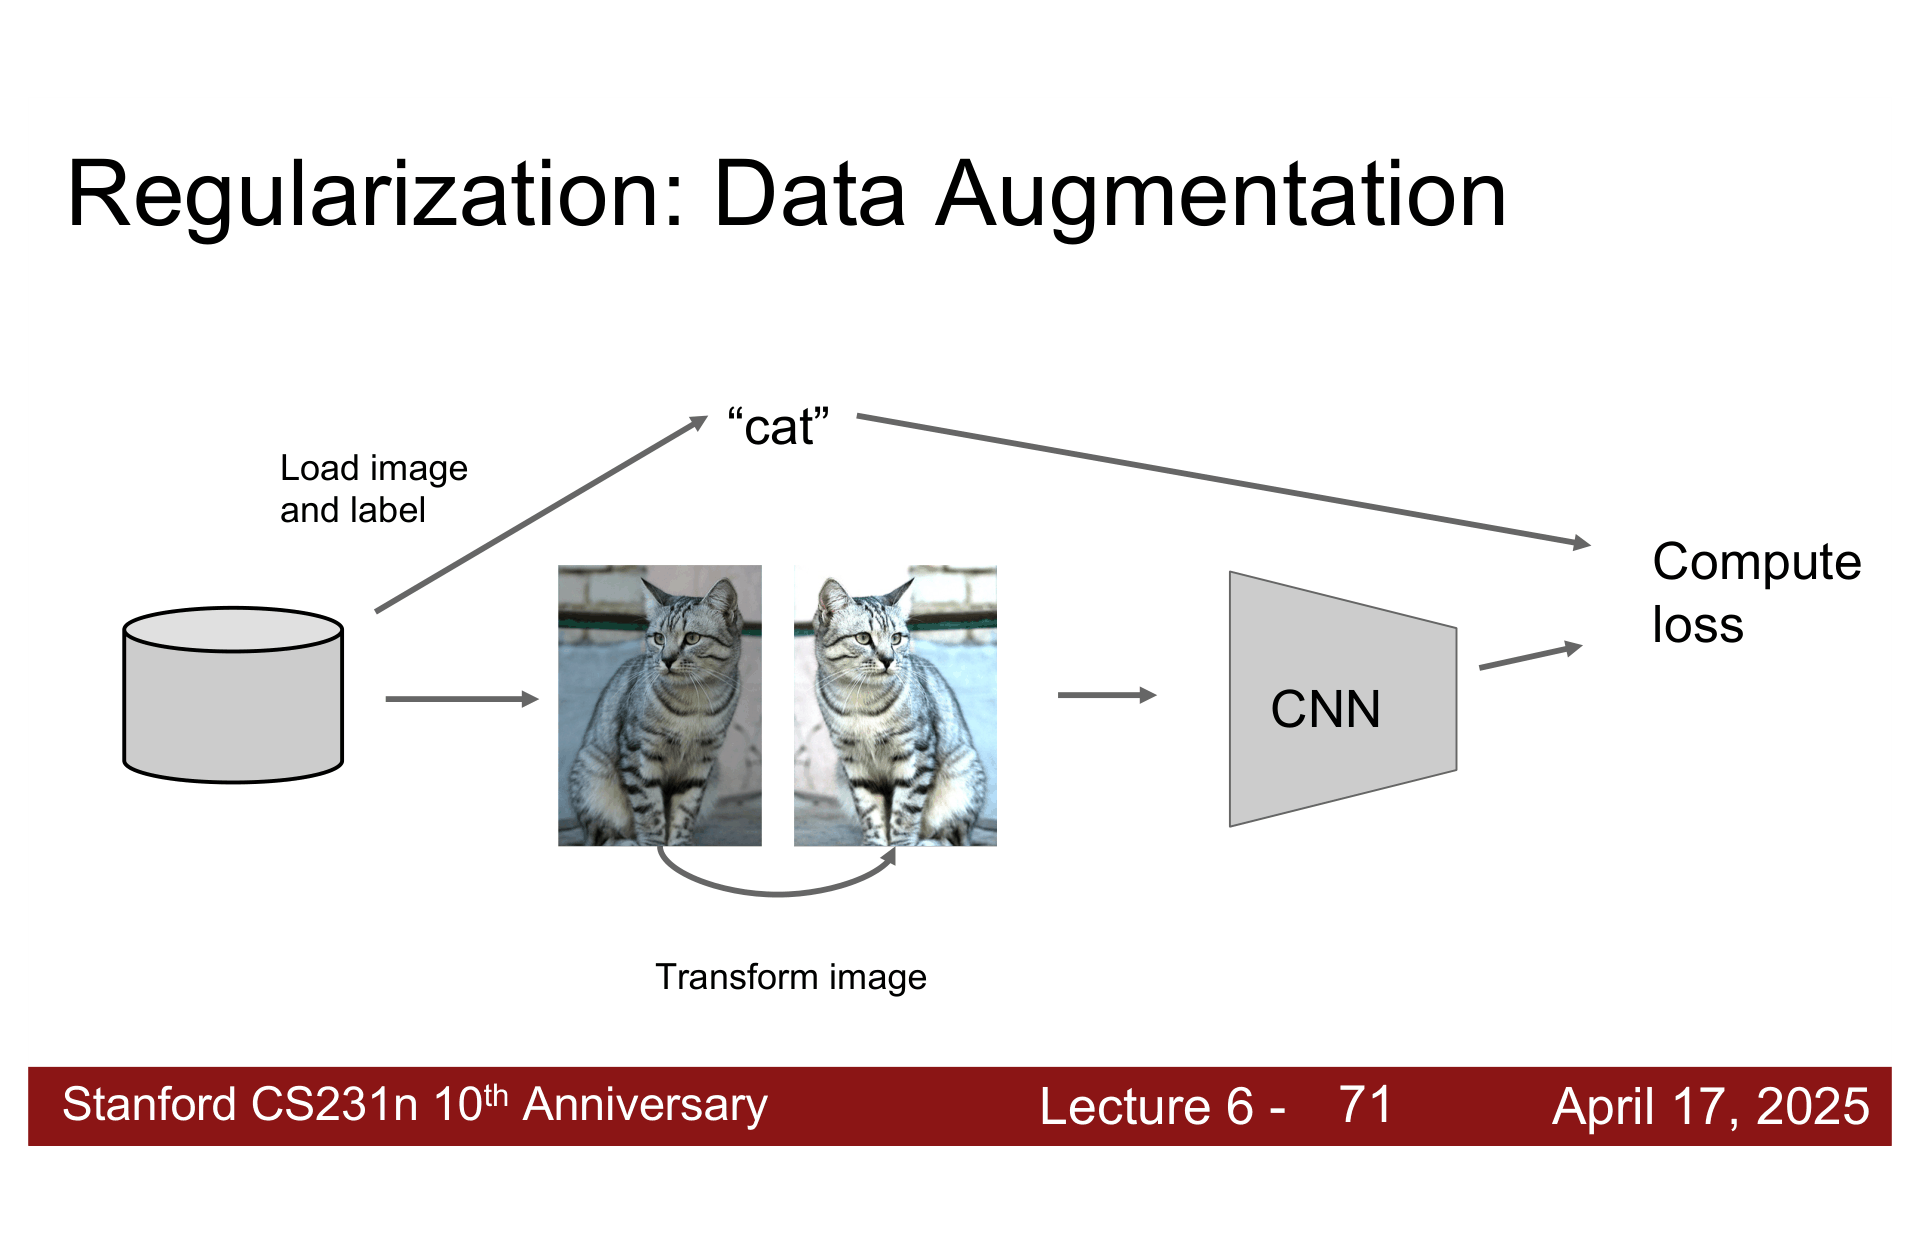 Regularization: Data Augmentation
“cat”
Load image
and label
Compute
loss
CNN
Transform image
Stanford CS231n 10th Anniversary
Lecture 6 - 71
April 17, 2025